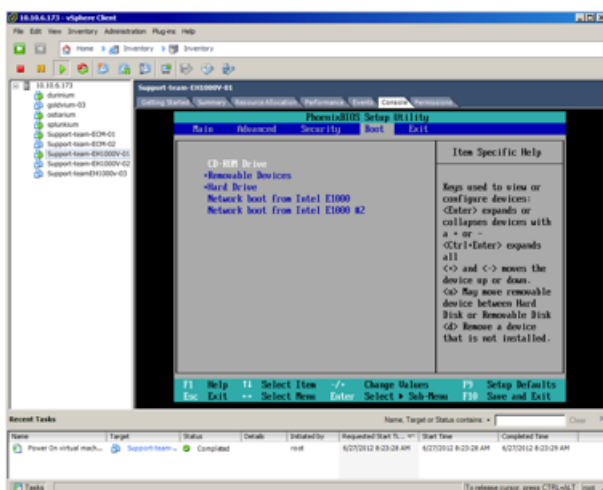 10.10.6.173 - vSphere Client
File Edit View Inventory Administration Plug-ins Help
Home Inventory Inventory
10.10.6.173
durinium
goldvium-03
osttarium
splunkium
Support-team-ECM-01
Support-team-ECM-02
Support-team-EH1000V-01
Support-team-EH1000V-02
Support-teamEH1000v-03
Support-team-EH1000V-01
Getting Started Summary Resource Allocation Performance Events Console Permissions
PhoenixBIOS Setup Utility
Main Advanced Security Boot Exit
CD-ROM Drive
+Removable Devices
+Hard Drive
Network boot from Intel E1000
Network boot from Intel E1000 #2
Item Specific Help
Keys used to view or
configure devices:
<Enter> expands or
collapses devices with
a + or -
<Ctrl+Enter> expands
all
<+> and <-> moves the
device up or down.
<n> May move removable
device between Hard
Disk or Removable Disk
<d> Remove a device
that is not installed.
F1 Help ↑↓ Select Item -/+ Change Values F9 Setup Defaults
Esc Exit ↔ Select Menu Enter Select ▶ Sub-Menu F10 Save and Exit
Recent Tasks
Name, Target or Status contains: Clear
Name Target Status Details Initiated by Requested Start Ti... Start Time Completed Time
Power On virtual mach... Support-team-... Completed root 6/27/2012 8:23:28 AM 6/27/2012 8:23:28 AM 6/27/2012 8:23:29 AM
Tasks To release cursor, press CTRL+ALT root